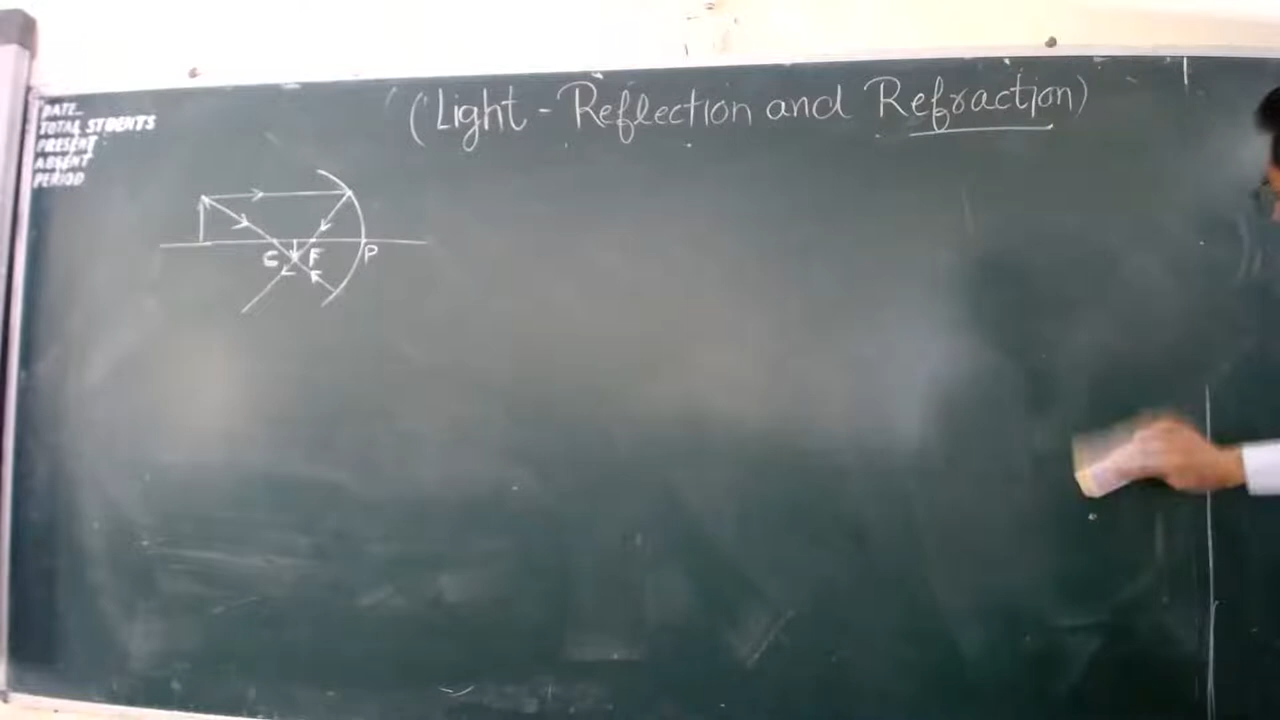 (Light - Reflection and Refraction)
DATE
TOTAL STUDENTS
PRESENT
ABSENT
PERIOD
C F P